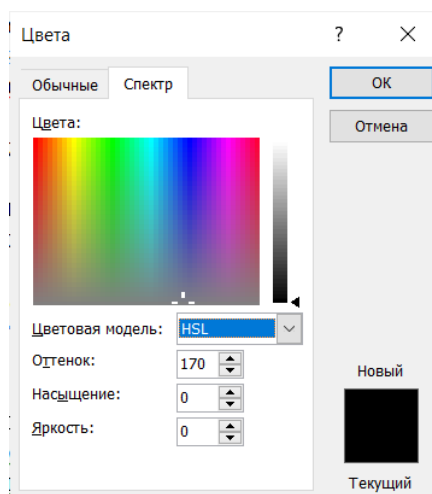 Цвета ?
Обычные Спектр
ОК
Отмена
Цвета:
Цветовая модель: HSL
Оттенок: 170
Насыщение: 0
Яркость: 0
Новый
Текущий